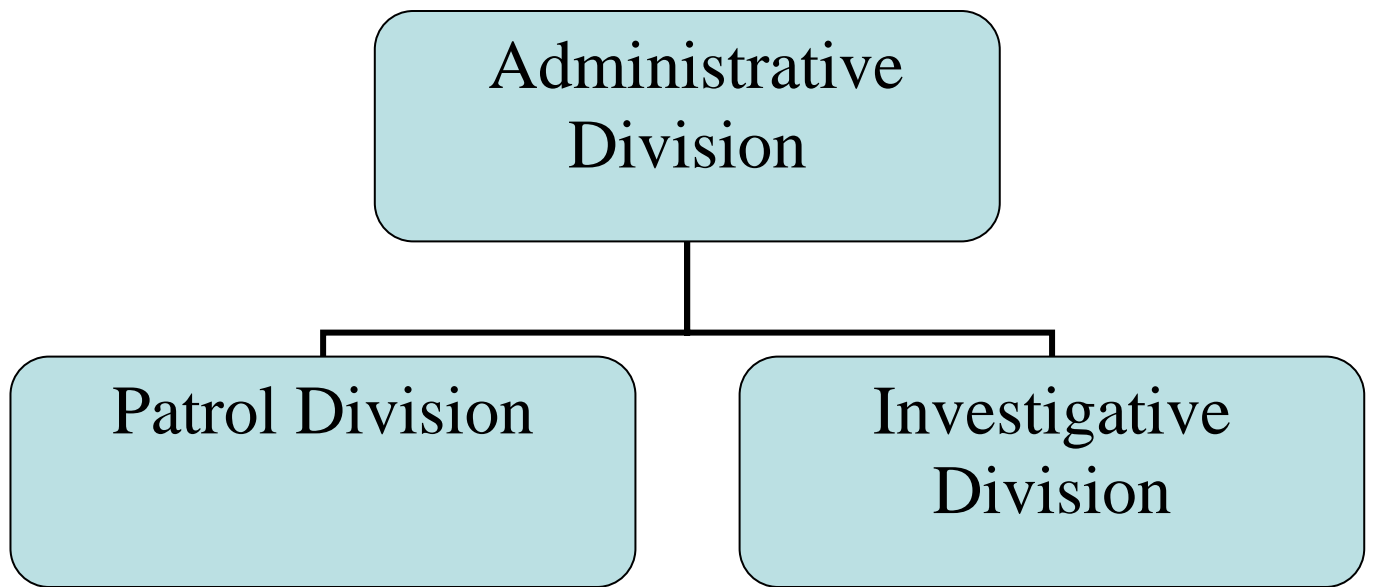 Administrative
Division
Patrol Division
Investigative
Division